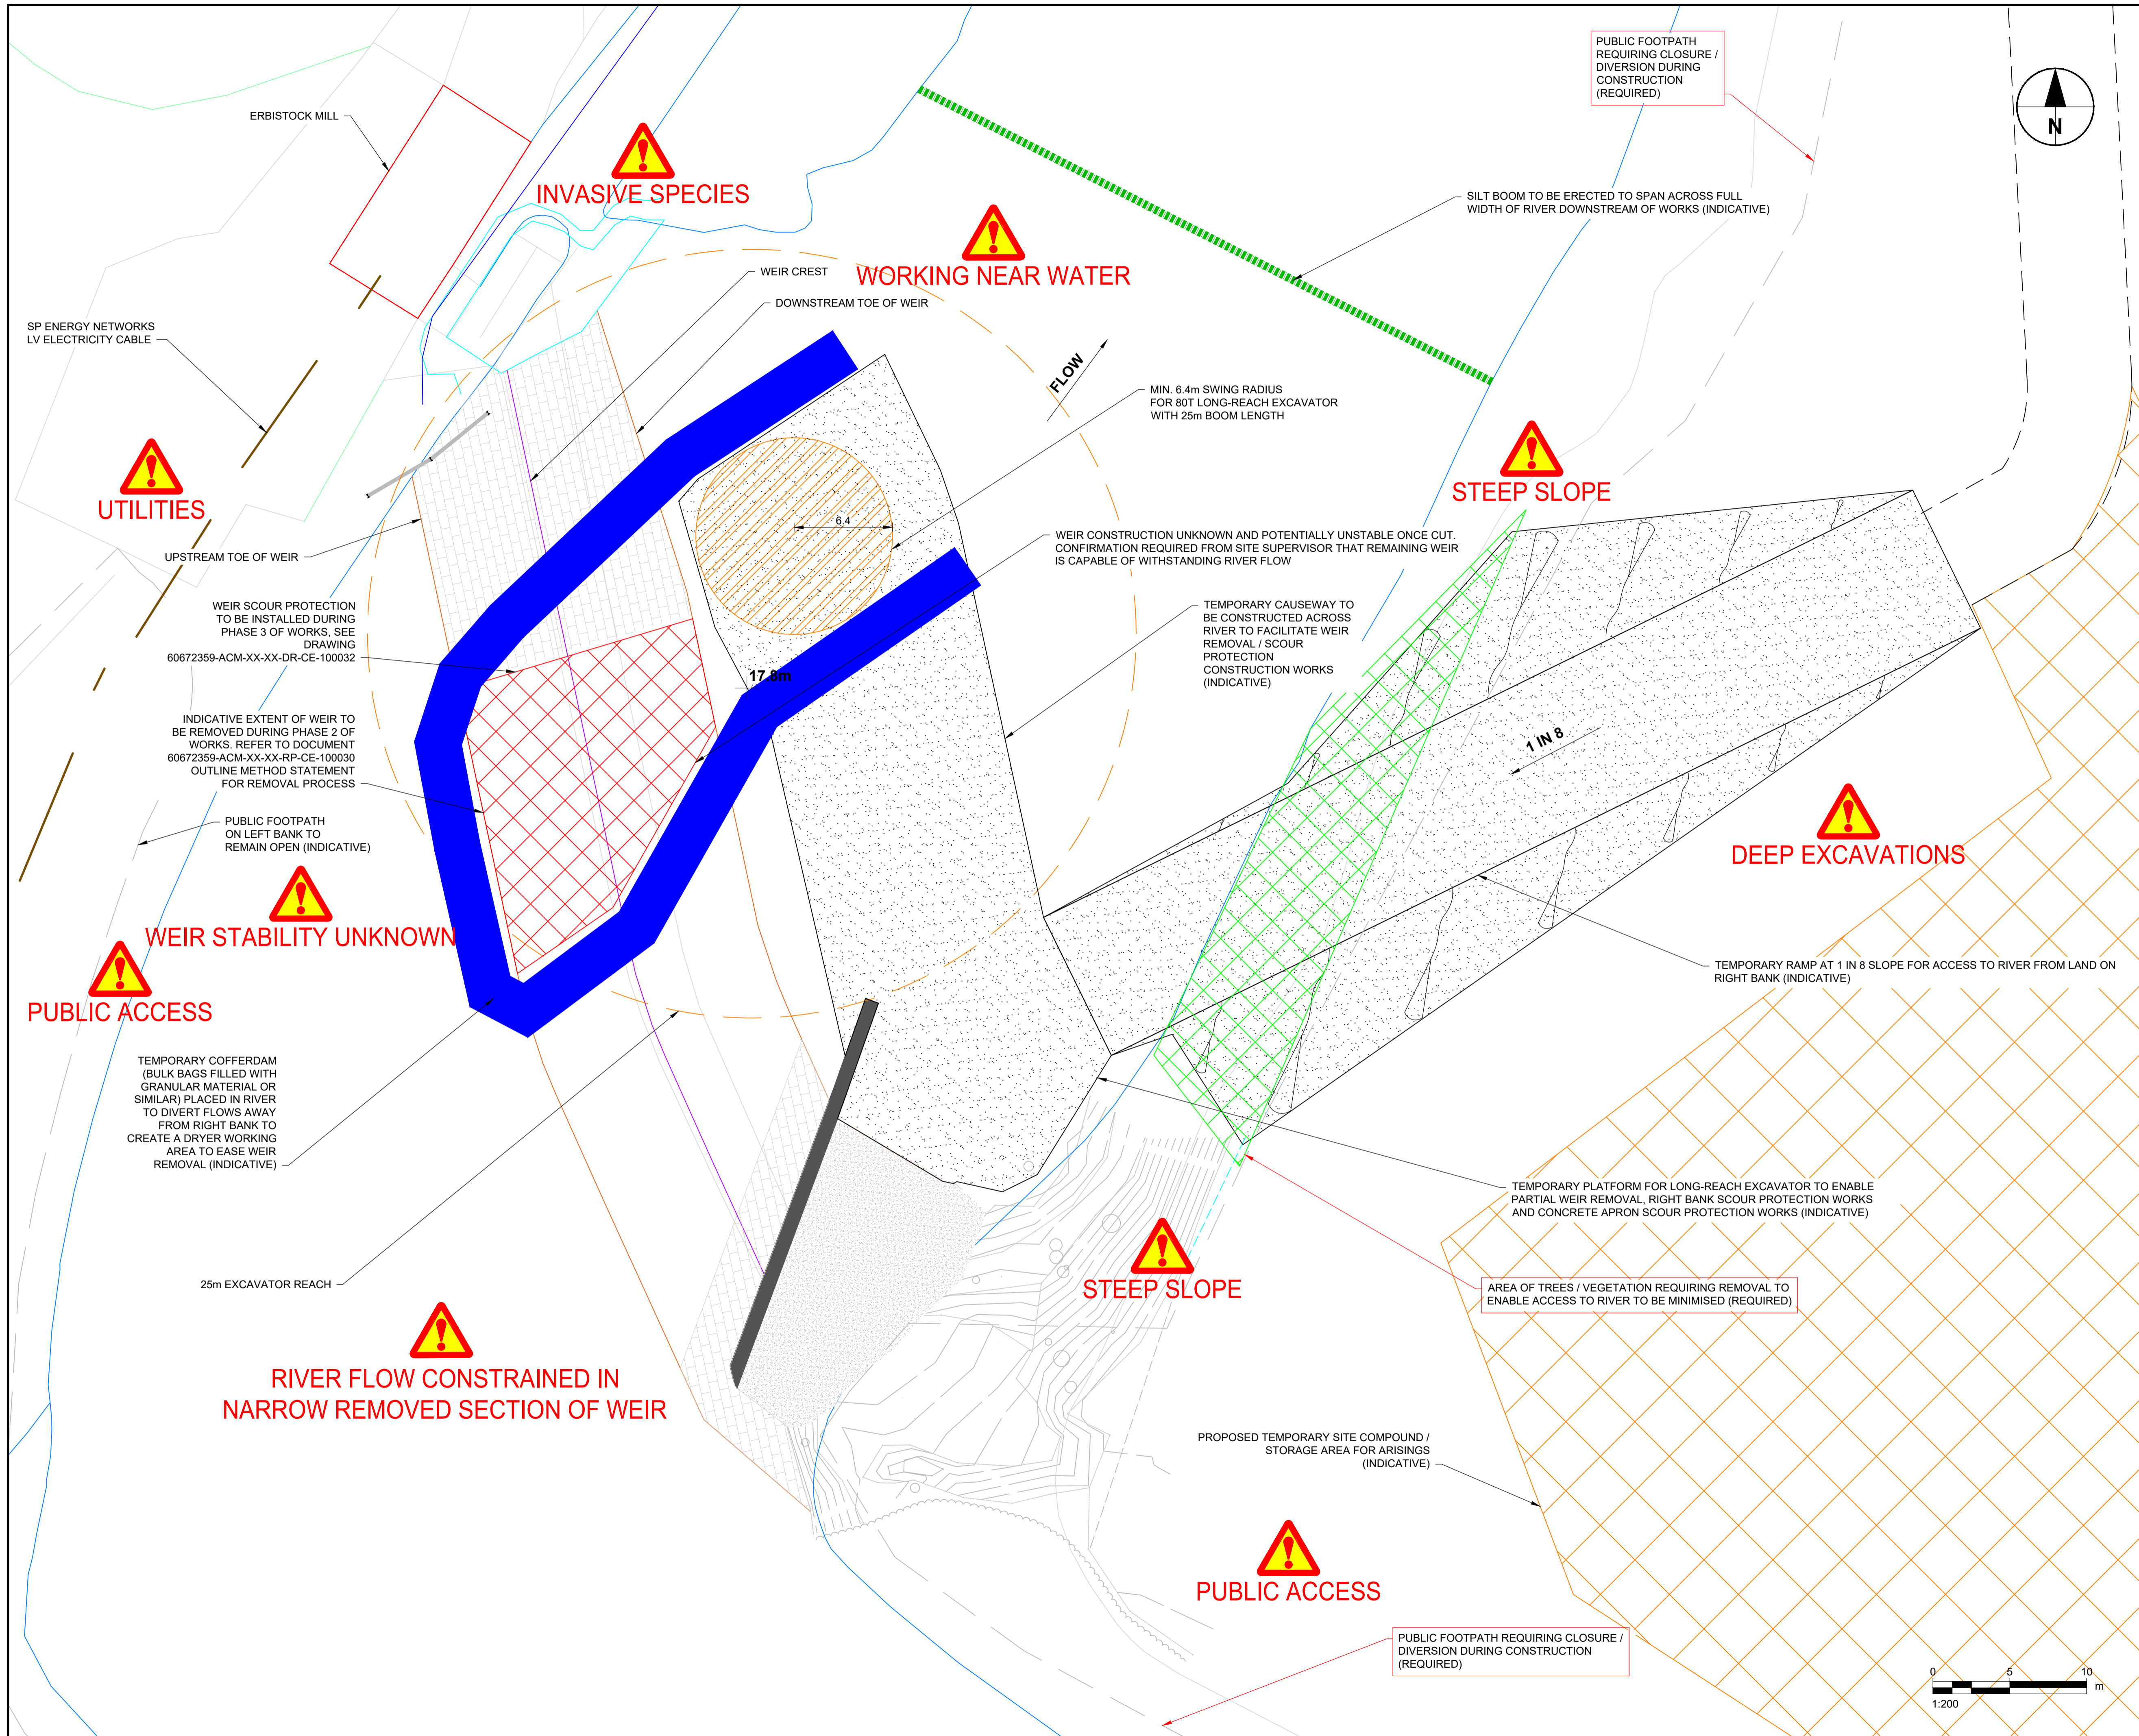 PUBLIC FOOTPATH
REQUIRING CLOSURE /
DIVERSION DURING
CONSTRUCTION
(REQUIRED)
N
ERBISTOCK MILL
INVASIVE SPECIES
SILT BOOM TO BE ERECTED TO SPAN ACROSS FULL
WIDTH OF RIVER DOWNSTREAM OF WORKS (INDICATIVE)
WORKING NEAR WATER
WEIR CREST
DOWNSTREAM TOE OF WEIR
SP ENERGY NETWORKS
LV ELECTRICITY CABLE
FLOW
MIN. 6.4m SWING RADIUS
FOR 80T LONG-REACH EXCAVATOR
WITH 25m BOOM LENGTH
UTILITIES
STEEP SLOPE
6.4
UPSTREAM TOE OF WEIR
WEIR CONSTRUCTION UNKNOWN AND POTENTIALLY UNSTABLE ONCE CUT.
CONFIRMATION REQUIRED FROM SITE SUPERVISOR THAT REMAINING WEIR
IS CAPABLE OF WITHSTANDING RIVER FLOW
WEIR SCOUR PROTECTION
TO BE INSTALLED DURING
PHASE 3 OF WORKS, SEE
DRAWING
60672359-ACM-XX-XX-DR-CE-100032
TEMPORARY CAUSEWAY TO
BE CONSTRUCTED ACROSS
RIVER TO FACILITATE WEIR
REMOVAL / SCOUR
PROTECTION
CONSTRUCTION WORKS
(INDICATIVE)
17.8m
INDICATIVE EXTENT OF WEIR TO
BE REMOVED DURING PHASE 2 OF
WORKS. REFER TO DOCUMENT
60672359-ACM-XX-XX-RP-CE-100030
OUTLINE METHOD STATEMENT
FOR REMOVAL PROCESS
1 IN 8
PUBLIC FOOTPATH
ON LEFT BANK TO
REMAIN OPEN (INDICATIVE)
DEEP EXCAVATIONS
WEIR STABILITY UNKNOWN
PUBLIC ACCESS
TEMPORARY RAMP AT 1 IN 8 SLOPE FOR ACCESS TO RIVER FROM LAND ON
RIGHT BANK (INDICATIVE)
TEMPORARY COFFERDAM
(BULK BAGS FILLED WITH
GRANULAR MATERIAL OR
SIMILAR) PLACED IN RIVER
TO DIVERT FLOWS AWAY
FROM RIGHT BANK TO
CREATE A DRYER WORKING
AREA TO EASE WEIR
REMOVAL (INDICATIVE)
TEMPORARY PLATFORM FOR LONG-REACH EXCAVATOR TO ENABLE
PARTIAL WEIR REMOVAL, RIGHT BANK SCOUR PROTECTION WORKS
AND CONCRETE APRON SCOUR PROTECTION WORKS (INDICATIVE)
25m EXCAVATOR REACH
STEEP SLOPE
AREA OF TREES / VEGETATION REQUIRING REMOVAL TO
ENABLE ACCESS TO RIVER TO BE MINIMISED (REQUIRED)
RIVER FLOW CONSTRAINED IN
NARROW REMOVED SECTION OF WEIR
PROPOSED TEMPORARY SITE COMPOUND /
STORAGE AREA FOR ARISINGS
(INDICATIVE)
PUBLIC ACCESS
PUBLIC FOOTPATH REQUIRING CLOSURE /
DIVERSION DURING CONSTRUCTION
(REQUIRED)
0 5 10
m
1:200